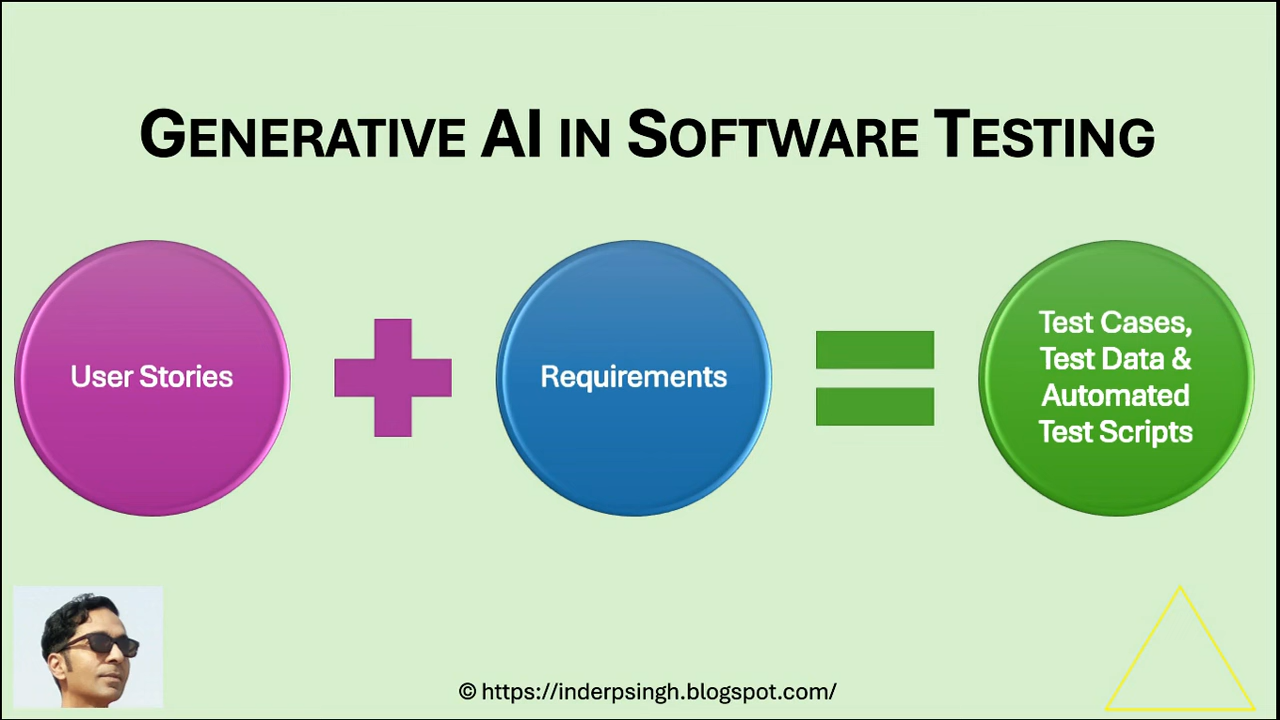 GENERATIVE AI IN SOFTWARE TESTING
User Stories
Requirements
Test Cases,
Test Data &
Automated
Test Scripts
© https://inderpsingh.blogspot.com/